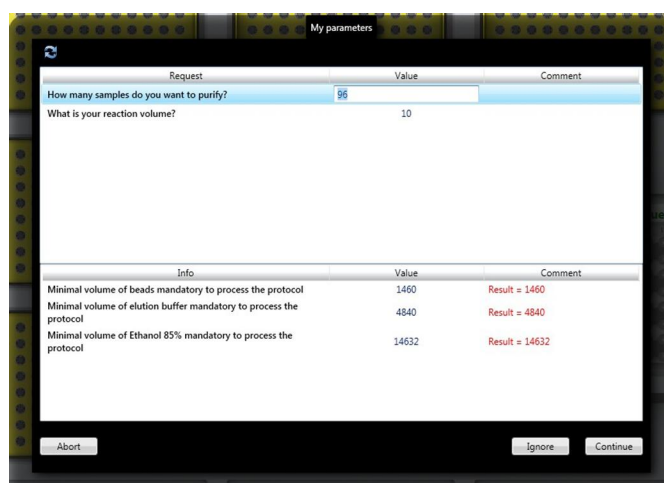 My parameters
Request Value Comment
How many samples do you want to purify? 96
What is your reaction volume? 10
Info Value Comment
Minimal volume of beads mandatory to process the protocol 1460 Result = 1460
Minimal volume of elution buffer mandatory to process the
protocol 4840 Result = 4840
Minimal volume of Ethanol 85% mandatory to process the
protocol 14632 Result = 14632
Abort Ignore Continue